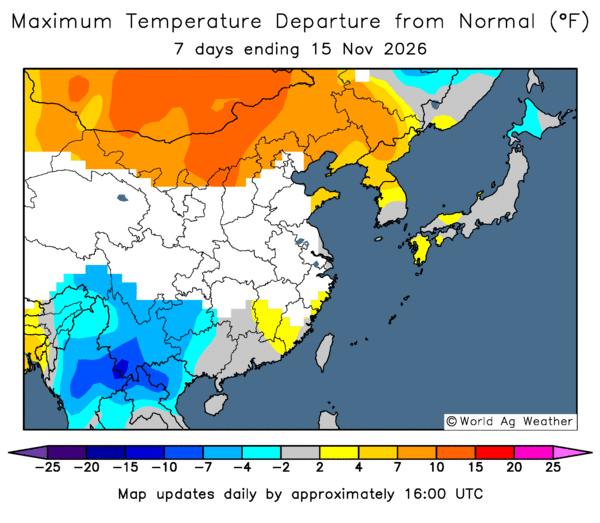 Maximum Temperature Departure from Normal (°F)
7 days ending 15 Nov 2026
© World Ag Weather
-25 -20 -15 -10 -7 -4 -2 2 4 7 10 15 20 25
Map updates daily by approximately 16:00 UTC